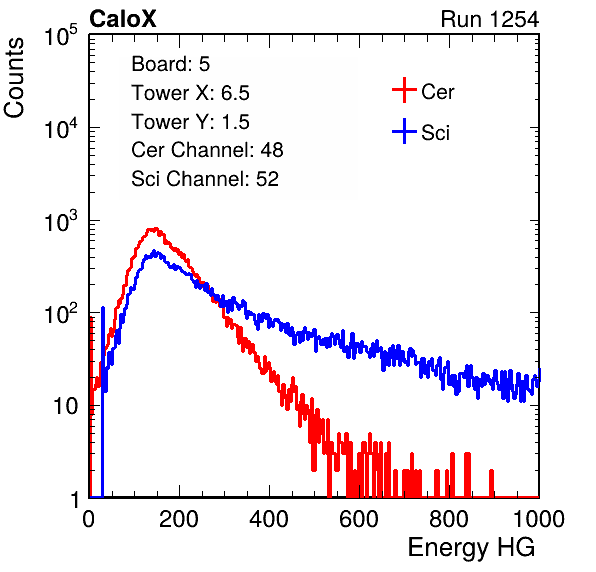 CaloX Run 1254
Board: 5
Tower X: 6.5
Tower Y: 1.5
Cer Channel: 48
Sci Channel: 52
Cer
Sci
Counts
10^5
10^4
10^3
10^2
10
1
0 200 400 600 800 1000
Energy HG